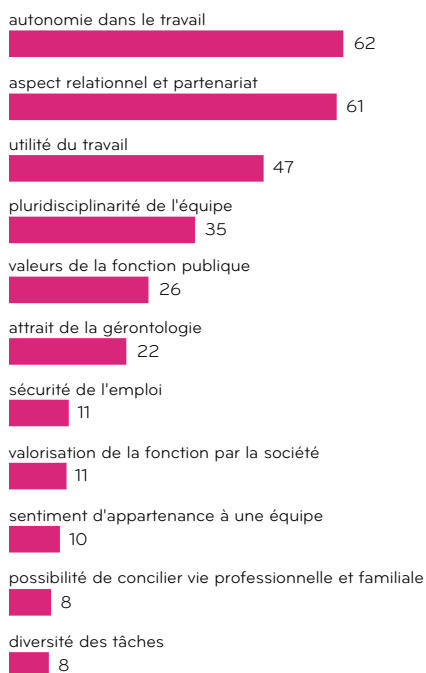 autonomie dans le travail
62
aspect relationnel et partenariat
61
utilité du travail
47
pluridisciplinarité de l'équipe
35
valeurs de la fonction publique
26
attrait de la gérontologie
22
sécurité de l'emploi
11
valorisation de la fonction par la société
11
sentiment d'appartenance à une équipe
10
possibilité de concilier vie professionnelle et familiale
8
diversité des tâches
8